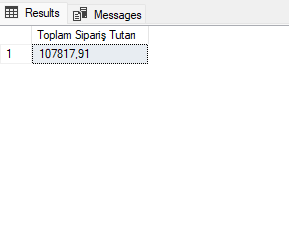 Results Messages
Toplam Sipariş Tutarı
1 107817,91